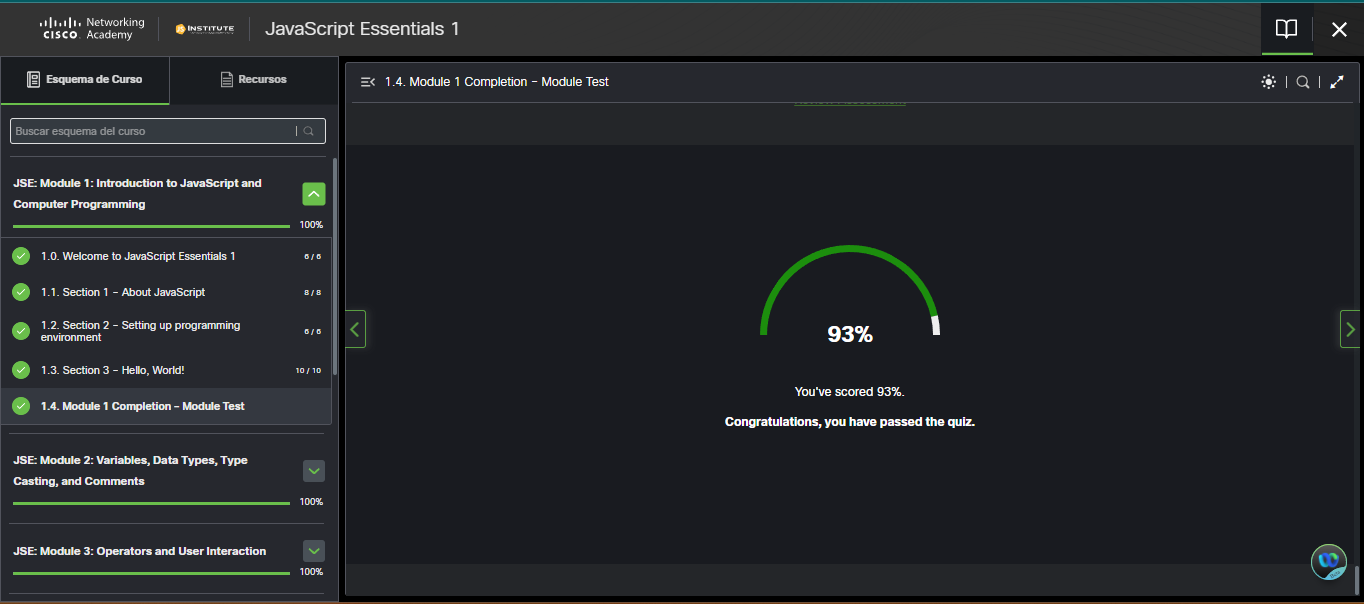 Networking
CISCO Academy
INSTITUTE
JavaScript Essentials 1
Esquema de Curso
Recursos
Buscar esquema del curso
JSE: Module 1: Introduction to JavaScript and
Computer Programming
100%
1.0. Welcome to JavaScript Essentials 1
6 / 6
1.1. Section 1 – About JavaScript
8 / 8
1.2. Section 2 – Setting up programming
environment
6 / 6
1.3. Section 3 – Hello, World!
10 / 10
1.4. Module 1 Completion – Module Test
JSE: Module 2: Variables, Data Types, Type
Casting, and Comments
100%
JSE: Module 3: Operators and User Interaction
100%
1.4. Module 1 Completion – Module Test
93%
You've scored 93%.
Congratulations, you have passed the quiz.